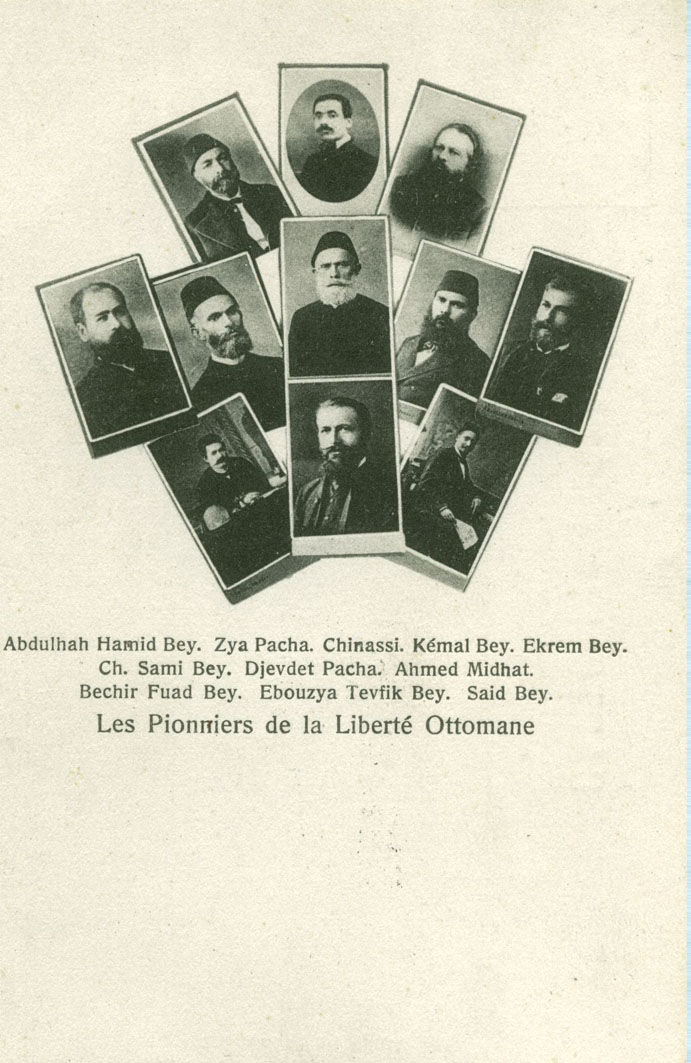 Abdulhah Hamid Bey. Zya Pacha. Chinassi. Kémal Bey. Ekrem Bey.
Ch. Sami Bey. Djevdet Pacha. Ahmed Midhat.
Bechir Fuad Bey. Ebouzya Tevfik Bey. Said Bey.
Les Pionniers de la Liberté Ottomane